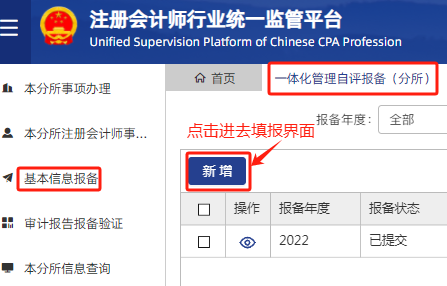 注册会计师行业统一监管平台
Unified Supervision Platform of Chinese CPA Profession
本分所事项办理
本分所注册会计师事...
基本信息报备
审计报告报备验证
本分所信息查询
首页
一体化管理自评报备（分所）
报备年度：
全部
点击进去填报界面
新增
操作 报备年度 报备状态
2022 已提交